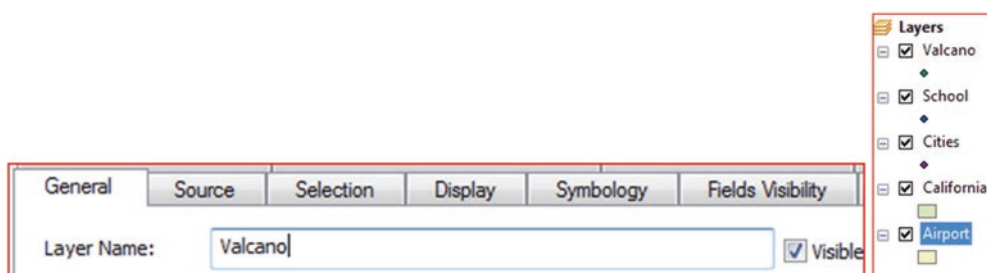 General Source Selection Display Symbology Fields Visibility
Layer Name: Valcano Visible
Layers
Valcano
School
Cities
California
Airport